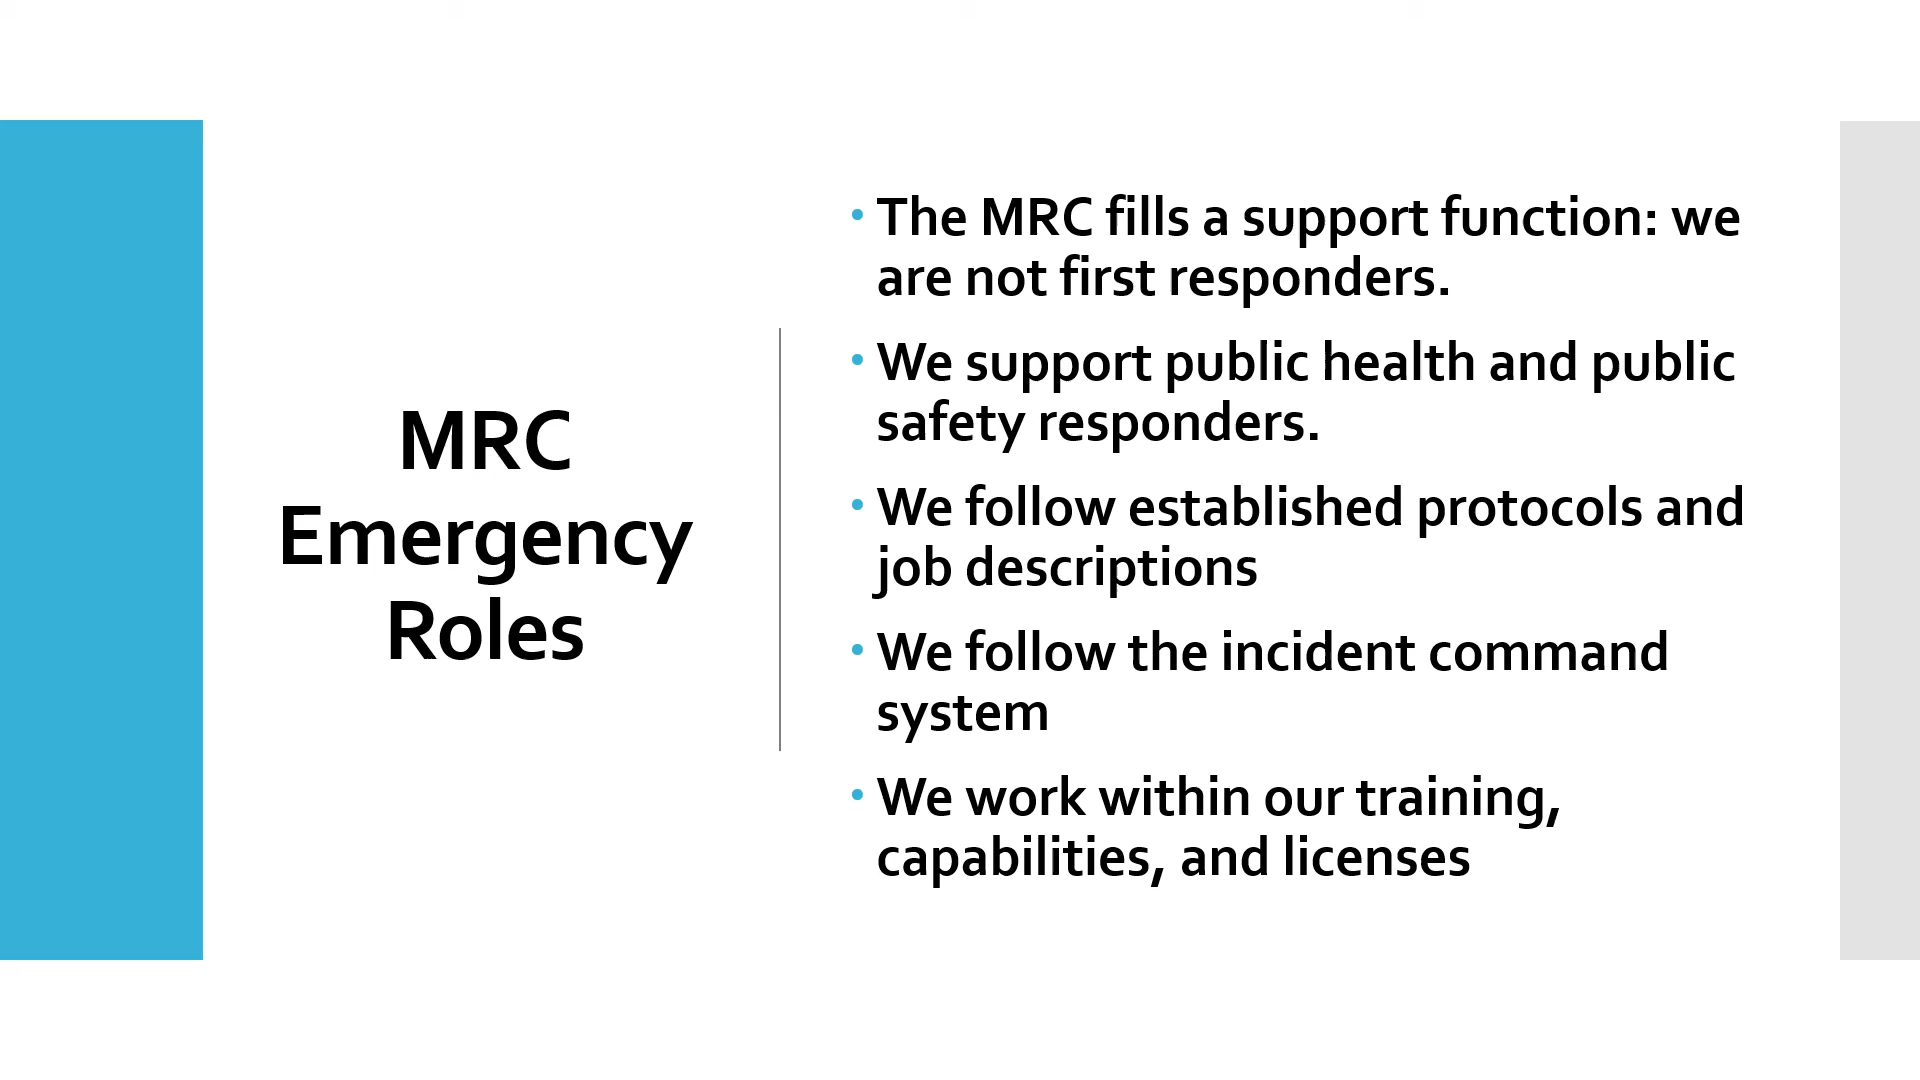 MRC
Emergency
Roles
• The MRC fills a support function: we
are not first responders.
• We support public health and public
safety responders.
• We follow established protocols and
job descriptions
• We follow the incident command
system
• We work within our training,
capabilities, and licenses